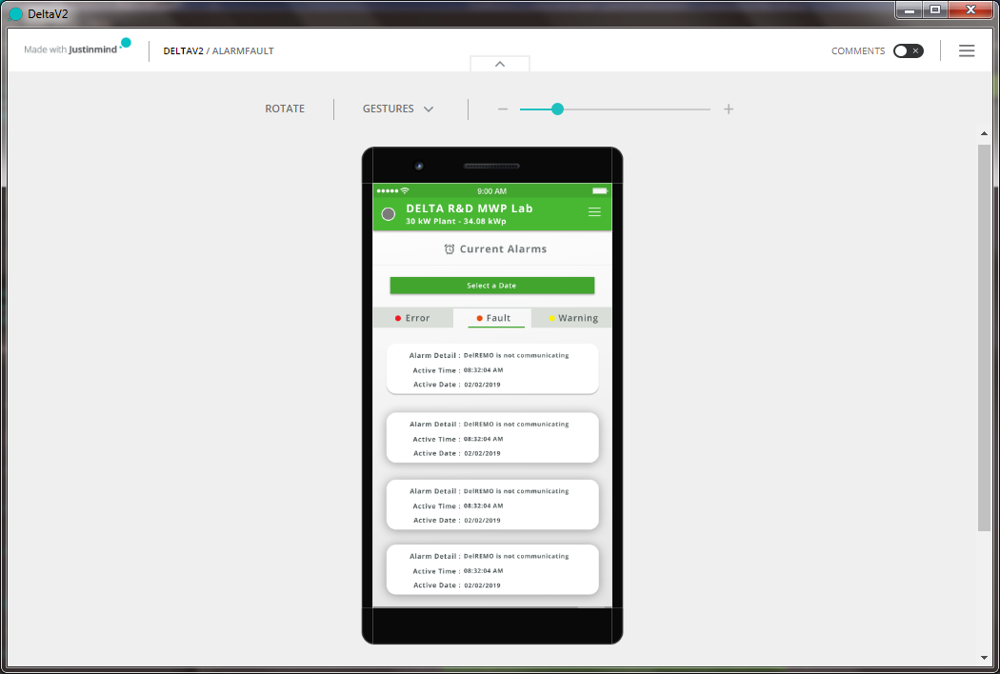 DeltaV2
Made with Justinmind
DELTAV2 / ALARMFAULT
COMMENTS
ROTATE
GESTURES
9:00 AM
DELTA R&D MWP Lab
30 kW Plant - 34.08 kWp
Current Alarms
Select a Date
Error
Fault
Warning
Alarm Detail : DelREMO is not communicating
Active Time : 08:32:04 AM
Active Date : 02/02/2019
Alarm Detail : DelREMO is not communicating
Active Time : 08:32:04 AM
Active Date : 02/02/2019
Alarm Detail : DelREMO is not communicating
Active Time : 08:32:04 AM
Active Date : 02/02/2019
Alarm Detail : DelREMO is not communicating
Active Time : 08:32:04 AM
Active Date : 02/02/2019